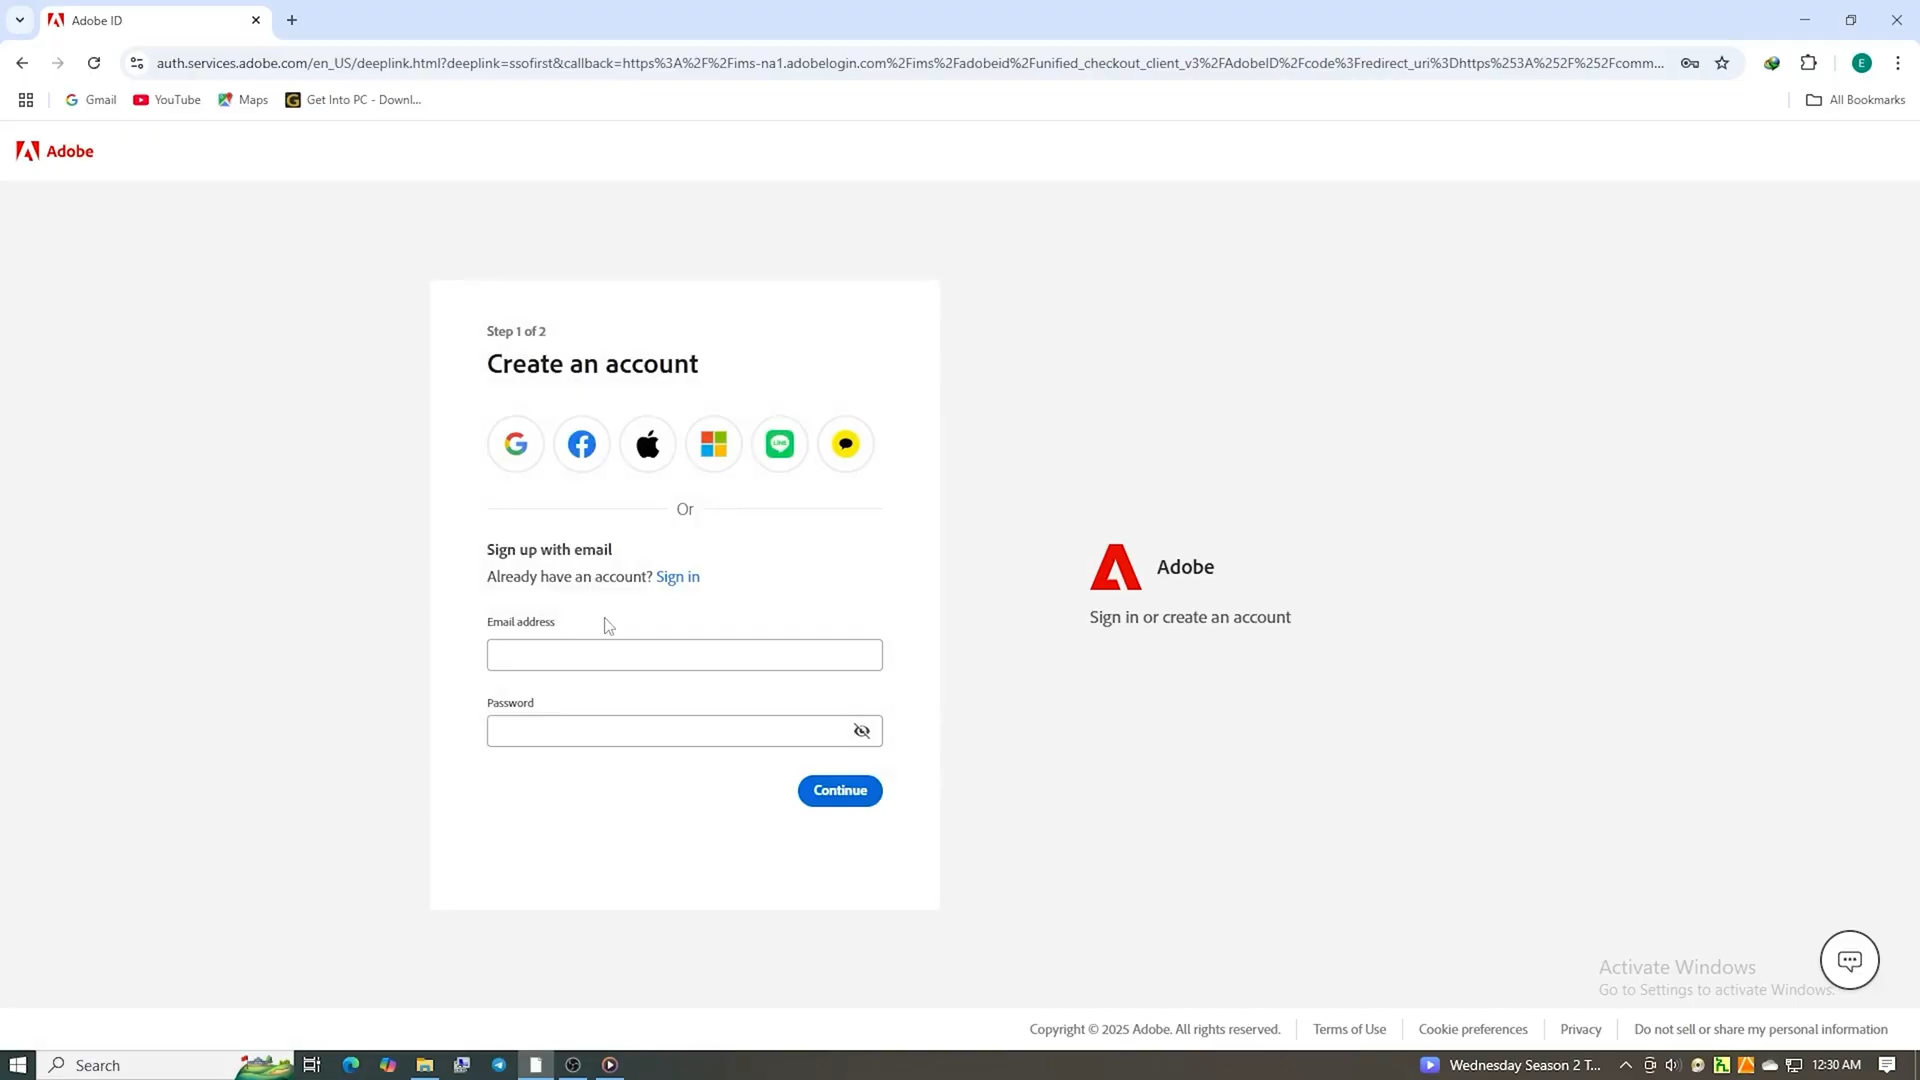 Adobe ID
auth.services.adobe.com/en_US/deeplink.html?deeplink=ssofirst&callback=https%3A%2F%2Fims-na1.adobelogin.com%2Fims%2Fadobeid%2Funified_checkout_client_v3%2FAdobeID%2Fcode%3Fredirect_uri%3Dhttps%253A%252F%252Fcomm...
E
Gmail
YouTube
Maps
Get Into PC - Downl...
All Bookmarks
Adobe
Step 1 of 2
Create an account
LINE
Or
Sign up with email
Already have an account? Sign in
Email address
Password
Continue
Adobe
Sign in or create an account
Activate Windows
Go to Settings to activate Windows.
Copyright © 2025 Adobe. All rights reserved.
Terms of Use
Cookie preferences
Privacy
Do not sell or share my personal information
Search
Wednesday Season 2 T...
12:30 AM